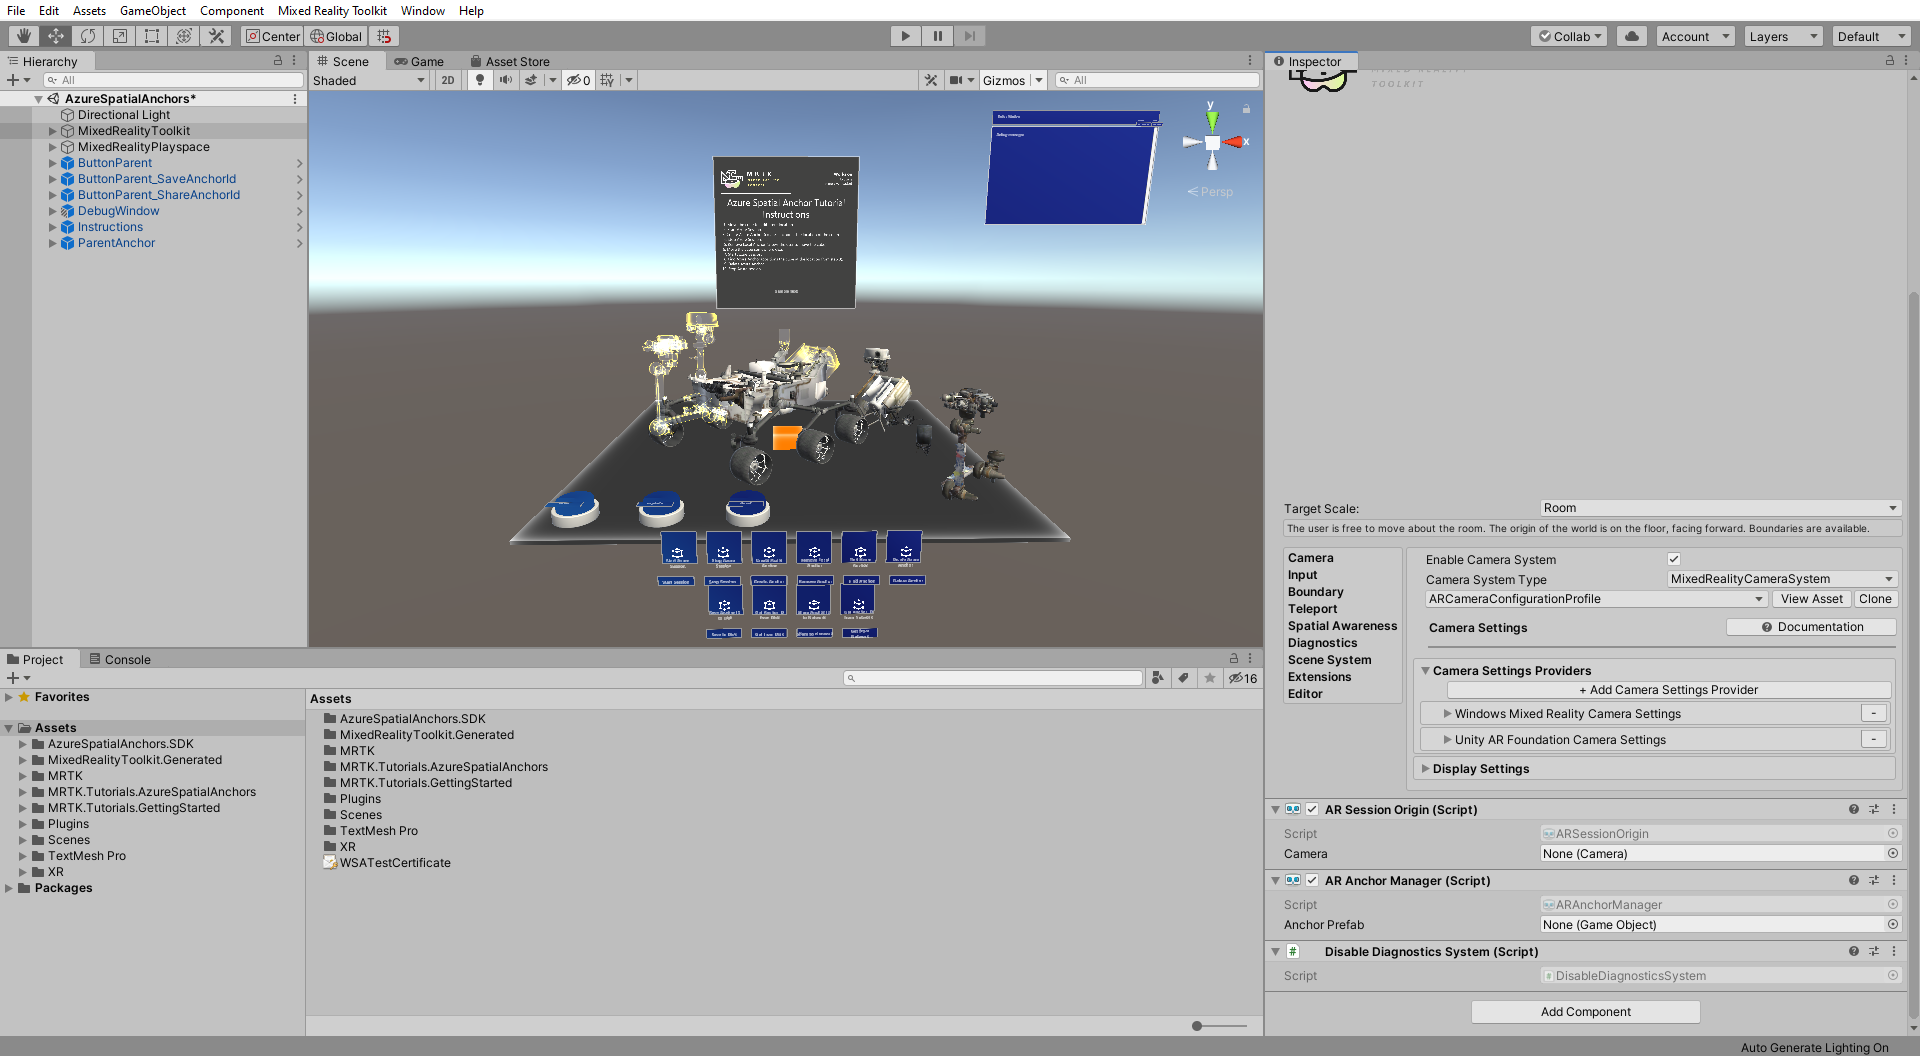 File Edit Assets GameObject Component Mixed Reality Toolkit Window Help
Center Global Collab Account Layers Default
Hierarchy
All
AzureSpatialAnchors*
Directional Light
MixedRealityToolkit
MixedRealityPlayspace
ButtonParent
ButtonParent_SaveAnchorId
ButtonParent_ShareAnchorId
DebugWindow
Instructions
ParentAnchor
Scene Game Asset Store
Shaded 2D 0 Gizmos All
y
x
Persp
MRTK
Azure Spatial Anchor Tutorial
Instructions
Project Console
16
Favorites
Assets
AzureSpatialAnchors.SDK
MixedRealityToolkit.Generated
MRTK
MRTK.Tutorials.AzureSpatialAnchors
MRTK.Tutorials.GettingStarted
Plugins
Scenes
TextMesh Pro
XR
Packages
Assets
AzureSpatialAnchors.SDK
MixedRealityToolkit.Generated
MRTK
MRTK.Tutorials.AzureSpatialAnchors
MRTK.Tutorials.GettingStarted
Plugins
Scenes
TextMesh Pro
XR
WSATestCertificate
Inspector
TOOLKIT
Target Scale: Room
The user is free to move about the room. The origin of the world is on the floor, facing forward. Boundaries are available.
Camera
Input
Boundary
Teleport
Spatial Awareness
Diagnostics
Scene System
Extensions
Editor
Enable Camera System
Camera System Type MixedRealityCameraSystem
ARCameraConfigurationProfile View Asset Clone
Camera Settings Documentation
Camera Settings Providers
+ Add Camera Settings Provider
Windows Mixed Reality Camera Settings -
Unity AR Foundation Camera Settings -
Display Settings
AR Session Origin (Script)
Script ARSessionOrigin
Camera None (Camera)
AR Anchor Manager (Script)
Script ARAnchorManager
Anchor Prefab None (Game Object)
# Disable Diagnostics System (Script)
Script DisableDiagnosticsSystem
Add Component
Auto Generate Lighting On